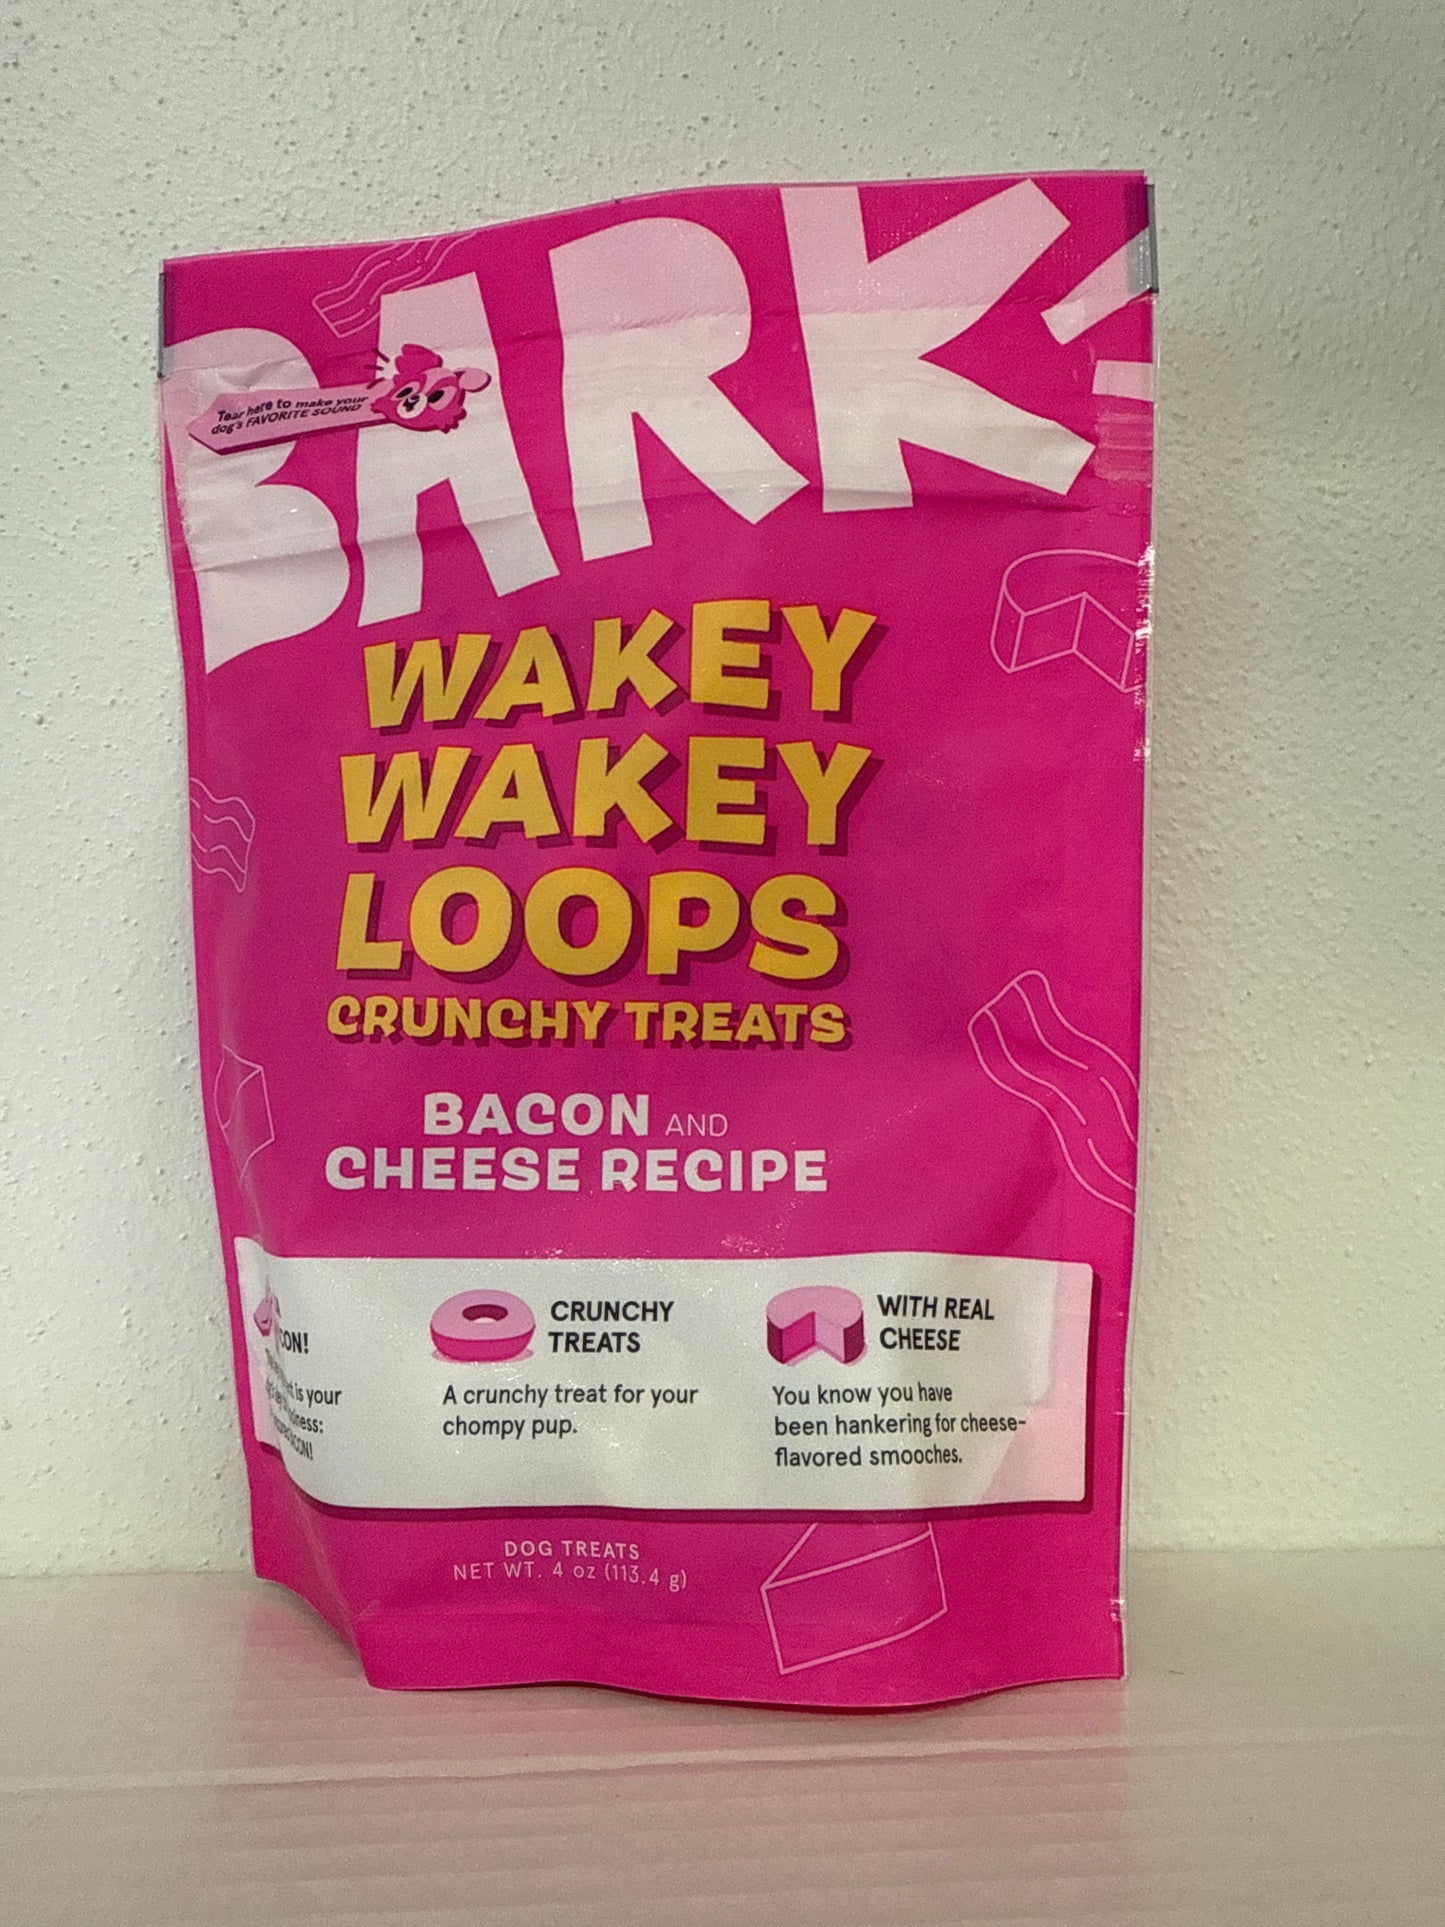 BARK
Tear here to make your
dog's FAVORITE SOUND
WAKEY
WAKEY
LOOPS
CRUNCHY TREATS
BACON AND
CHEESE RECIPE
is your
CRUNCHY
TREATS
A crunchy treat for your
chompy pup.
WITH REAL
CHEESE
You know you have
been hankering for cheese-
flavored smooches.
DOG TREATS
NET WT. 4 oz (113.4 g)